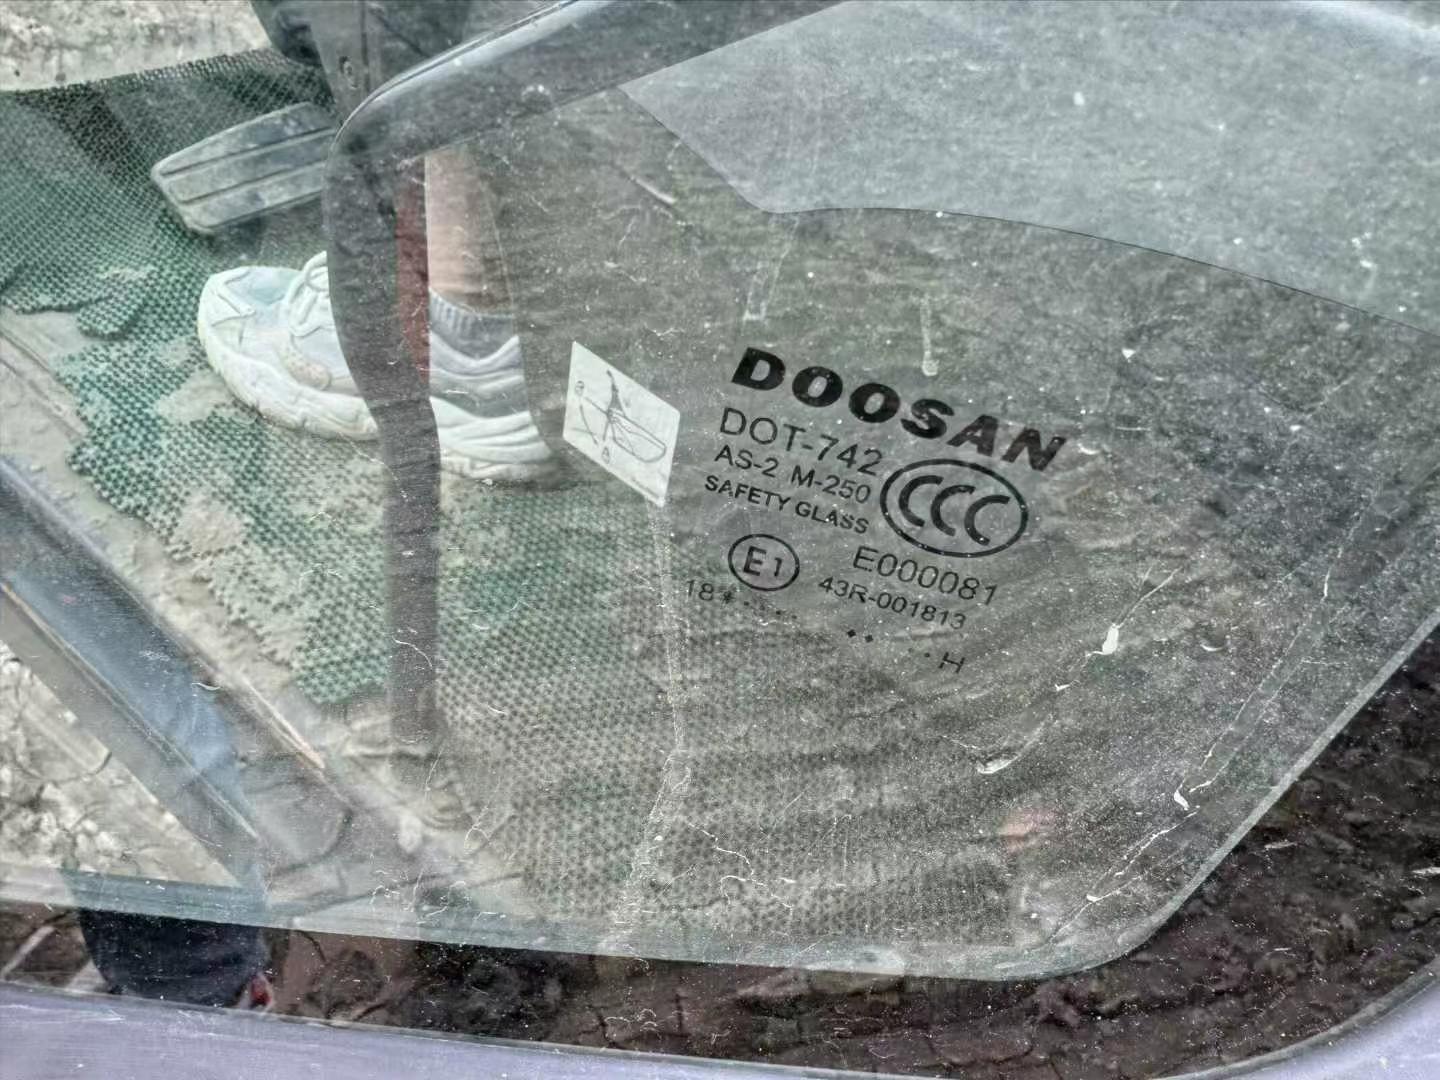 DOOSAN
DOT-742
AS-2 M-250
SAFETY GLASS
CCC
E000081
E1
43R-001813
18* ..... .. ..... H